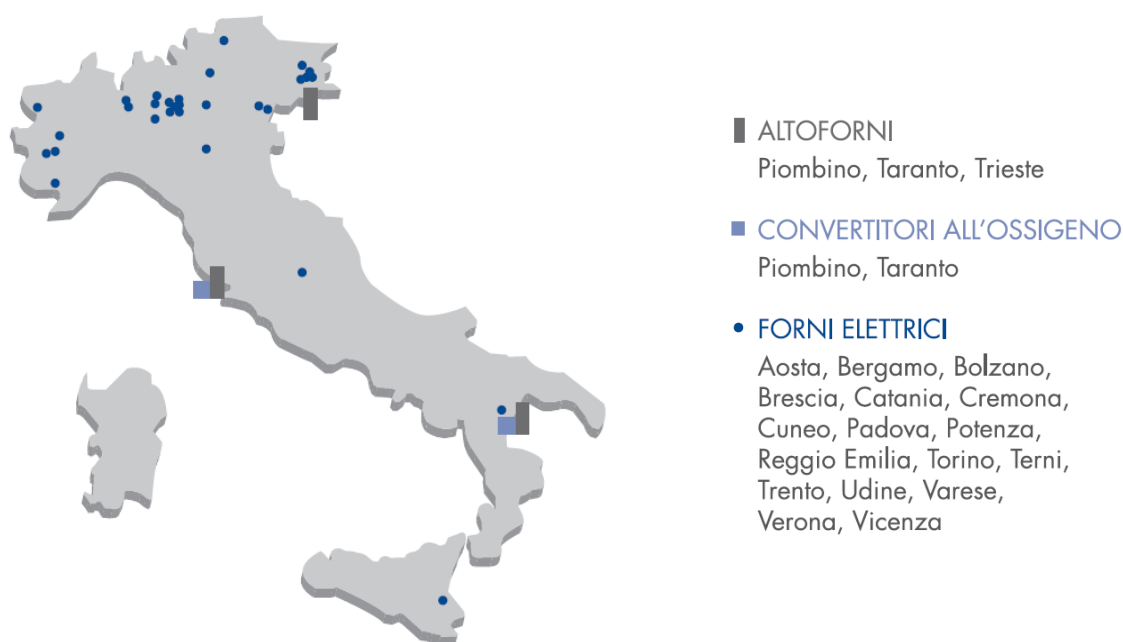 ALTOFORNI
Piombino, Taranto, Trieste
CONVERTITORI ALL'OSSIGENO
Piombino, Taranto
FORNI ELETTRICI
Aosta, Bergamo, Bolzano,
Brescia, Catania, Cremona,
Cuneo, Padova, Potenza,
Reggio Emilia, Torino, Terni,
Trento, Udine, Varese,
Verona, Vicenza